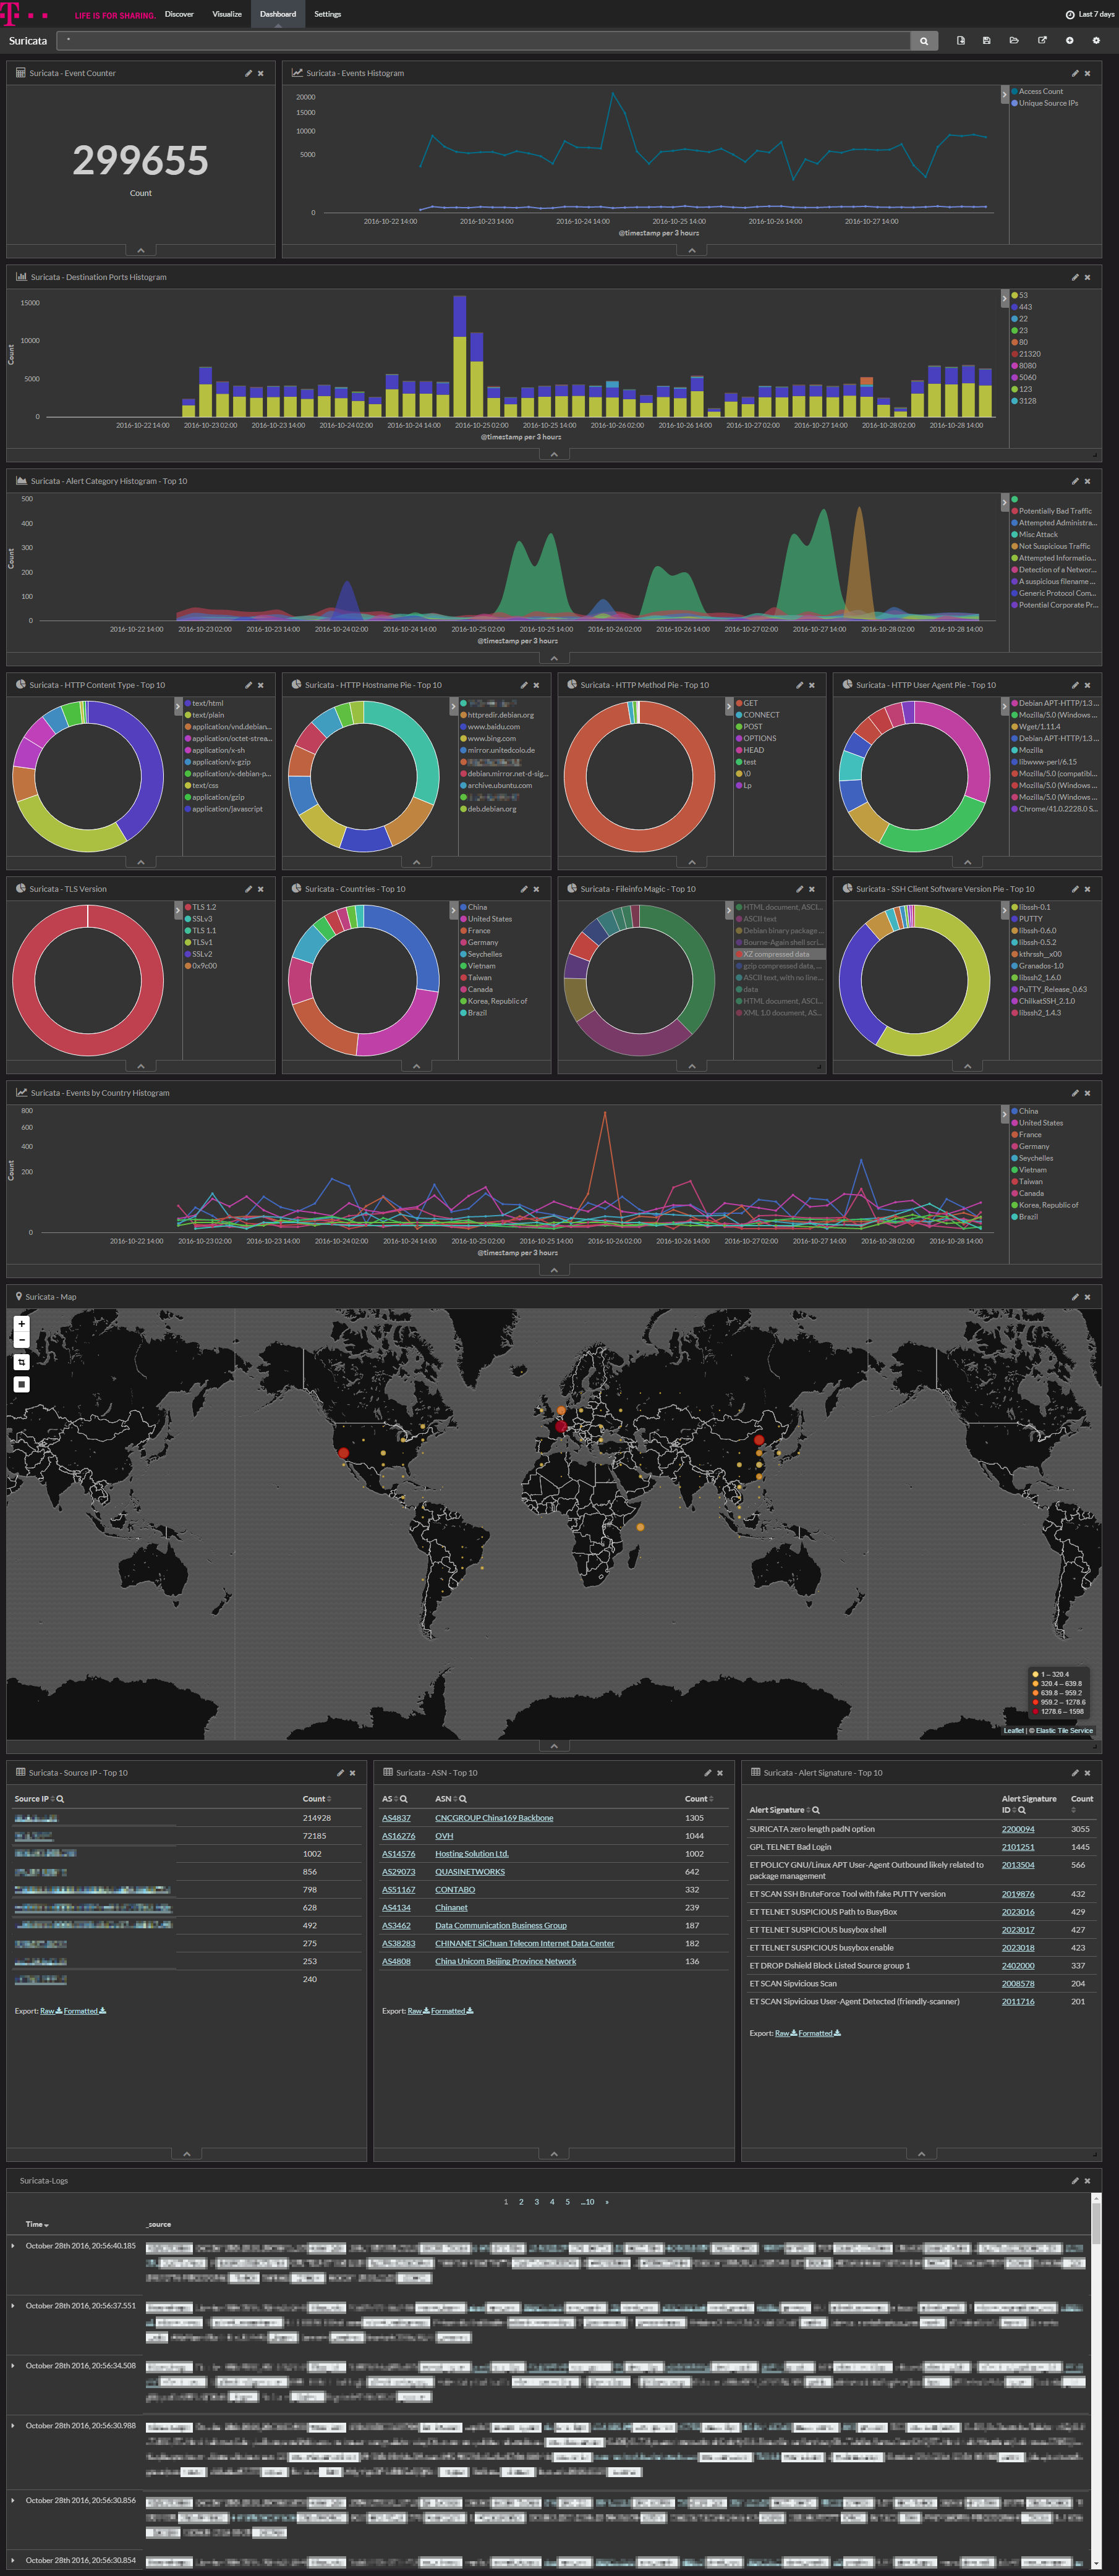 T
LIFE IS FOR SHARING.
Discover
Visualize
Dashboard
Settings
Last 7 days
Suricata
*
Suricata - Event Counter
299655
Count
Suricata - Events Histogram
20000
15000
10000
5000
0
2016-10-22 14:00
2016-10-23 14:00
2016-10-24 14:00
2016-10-25 14:00
2016-10-26 14:00
2016-10-27 14:00
@timestamp per 3 hours
Access Count
Unique Source IPs
Suricata - Destination Ports Histogram
15000
10000
5000
0
Count
2016-10-22 14:00
2016-10-23 02:00
2016-10-23 14:00
2016-10-24 02:00
2016-10-24 14:00
2016-10-25 02:00
2016-10-25 14:00
2016-10-26 02:00
2016-10-26 14:00
2016-10-27 02:00
2016-10-27 14:00
2016-10-28 02:00
2016-10-28 14:00
@timestamp per 3 hours
53
443
22
23
80
21320
8080
5060
123
3128
Suricata - Alert Category Histogram - Top 10
500
400
300
200
100
0
Count
2016-10-22 14:00
2016-10-23 02:00
2016-10-23 14:00
2016-10-24 02:00
2016-10-24 14:00
2016-10-25 02:00
2016-10-25 14:00
2016-10-26 02:00
2016-10-26 14:00
2016-10-27 02:00
2016-10-27 14:00
2016-10-28 02:00
2016-10-28 14:00
@timestamp per 3 hours
Potentially Bad Traffic
Attempted Administra...
Misc Attack
Not Suspicious Traffic
Attempted Informatio...
Detection of a Networ...
A suspicious filename ...
Generic Protocol Com...
Potential Corporate Pr...
Suricata - HTTP Content Type - Top 10
text/html
text/plain
application/vnd.debian...
application/octet-strea...
application/x-sh
application/x-gzip
application/x-debian-p...
text/css
application/gzip
application/javascript
Suricata - HTTP Hostname Pie - Top 10
httpredir.debian.org
www.baidu.com
www.bing.com
mirror.unitedcolo.de
debian.mirror.net-d-sig...
archive.ubuntu.com
deb.debian.org
Suricata - HTTP Method Pie - Top 10
GET
CONNECT
POST
OPTIONS
HEAD
test
\0
Lp
Suricata - HTTP User Agent Pie - Top 10
Debian APT-HTTP/1.3 ...
Mozilla/5.0 (Windows ...
Wget/1.11.4
Debian APT-HTTP/1.3 ...
Mozilla
libwww-perl/6.15
Mozilla/5.0 (compatibl...
Mozilla/5.0 (Windows ...
Mozilla/5.0 (Windows ...
Chrome/41.0.2228.0 S...
Suricata - TLS Version
TLS 1.2
SSLv3
TLS 1.1
TLSv1
SSLv2
0x9c00
Suricata - Countries - Top 10
China
United States
France
Germany
Seychelles
Vietnam
Taiwan
Canada
Korea, Republic of
Brazil
Suricata - Fileinfo Magic - Top 10
HTML document, ASCI...
ASCII text
Debian binary package ...
Bourne-Again shell scri...
XZ compressed data
gzip compressed data, ...
ASCII text, with no line ...
data
HTML document, ASCI...
XML 1.0 document, AS...
Suricata - SSH Client Software Version Pie - Top 10
libssh-0.1
PUTTY
libssh-0.6.0
libssh-0.5.2
kthrssh_x00
Granados-1.0
libssh2_1.6.0
PuTTY_Release_0.63
ChilkatSSH_2.1.0
libssh2_1.4.3
Suricata - Events by Country Histogram
800
600
400
200
0
Count
2016-10-22 14:00
2016-10-23 02:00
2016-10-23 14:00
2016-10-24 02:00
2016-10-24 14:00
2016-10-25 02:00
2016-10-25 14:00
2016-10-26 02:00
2016-10-26 14:00
2016-10-27 02:00
2016-10-27 14:00
2016-10-28 02:00
2016-10-28 14:00
@timestamp per 3 hours
China
United States
France
Germany
Seychelles
Vietnam
Taiwan
Canada
Korea, Republic of
Brazil
Suricata - Map
+
−
1 – 320.4
320.4 – 639.8
639.8 – 959.2
959.2 – 1278.6
1278.6 – 1598
Leaflet | © Elastic Tile Service
Suricata - Source IP - Top 10
Source IP Count
214928
72185
1002
856
798
628
492
275
253
240
Export: Raw Formatted
Suricata - ASN - Top 10
AS ASN Count
AS4837 CNCGROUP China169 Backbone 1305
AS16276 OVH 1044
AS14576 Hosting Solution Ltd. 1002
AS29073 QUASINETWORKS 642
AS51167 CONTABO 332
AS4134 Chinanet 239
AS3462 Data Communication Business Group 187
AS38283 CHINANET SiChuan Telecom Internet Data Center 182
AS4808 China Unicom Beijing Province Network 136
Export: Raw Formatted
Suricata - Alert Signature - Top 10
Alert Signature Alert Signature ID Count
SURICATA zero length padN option 2200094 3055
GPL TELNET Bad Login 2101251 1445
ET POLICY GNU/Linux APT User-Agent Outbound likely related to 2013504 566
package management
ET SCAN SSH BruteForce Tool with fake PUTTY version 2019876 432
ET TELNET SUSPICIOUS Path to BusyBox 2023016 429
ET TELNET SUSPICIOUS busybox shell 2023017 427
ET TELNET SUSPICIOUS busybox enable 2023018 423
ET DROP Dshield Block Listed Source group 1 2402000 337
ET SCAN Sipvicious Scan 2008578 204
ET SCAN Sipvicious User-Agent Detected (friendly-scanner) 2011716 201
Export: Raw Formatted
Suricata-Logs
1 2 3 4 5 ...10 »
Time _source
October 28th 2016, 20:56:40.185
October 28th 2016, 20:56:37.551
October 28th 2016, 20:56:34.508
October 28th 2016, 20:56:30.988
October 28th 2016, 20:56:30.856
October 28th 2016, 20:56:30.854